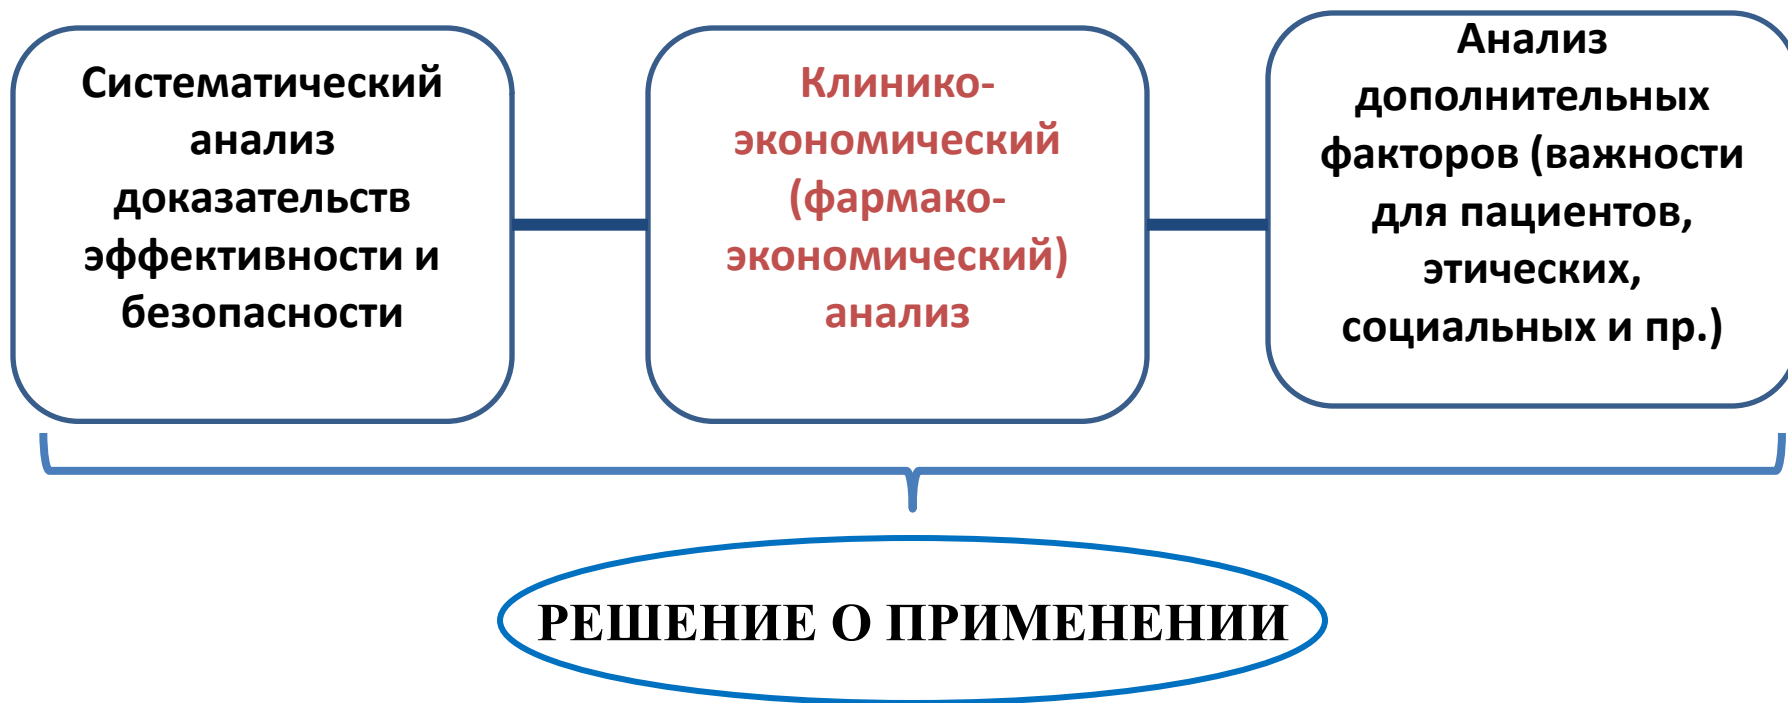 Систематический
анализ
доказательств
эффективности и
безопасности
Клинико-
экономический
(фармако-
экономический)
анализ
Анализ
дополнительных
факторов (важности
для пациентов,
этических,
социальных и пр.)
РЕШЕНИЕ О ПРИМЕНЕНИИ